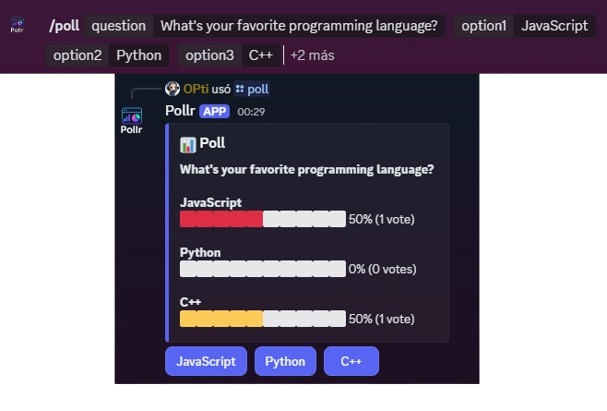 /poll question What's your favorite programming language? option1 JavaScript
Pollr
option2 Python option3 C++ +2 más
OPti usó poll
Pollr APP 00:29
Pollr
Poll
What's your favorite programming language?
JavaScript
50% (1 vote)
Python
0% (0 votes)
C++
50% (1 vote)
JavaScript Python C++